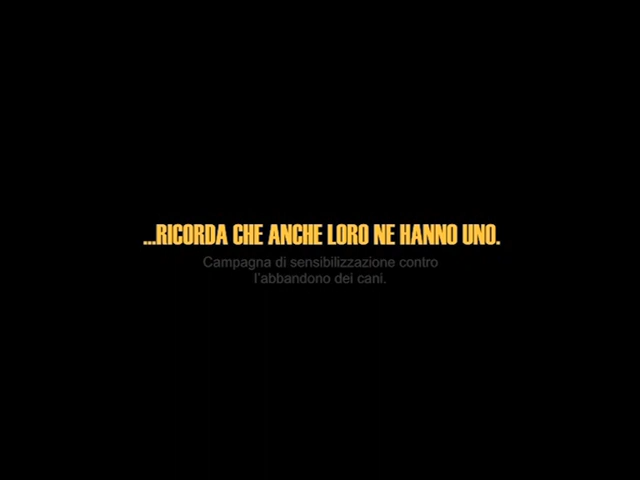 ...RICORDA CHE ANCHE LORO NE HANNO UNO.
Campagna di sensibilizzazione contro
l'abbandono dei cani.